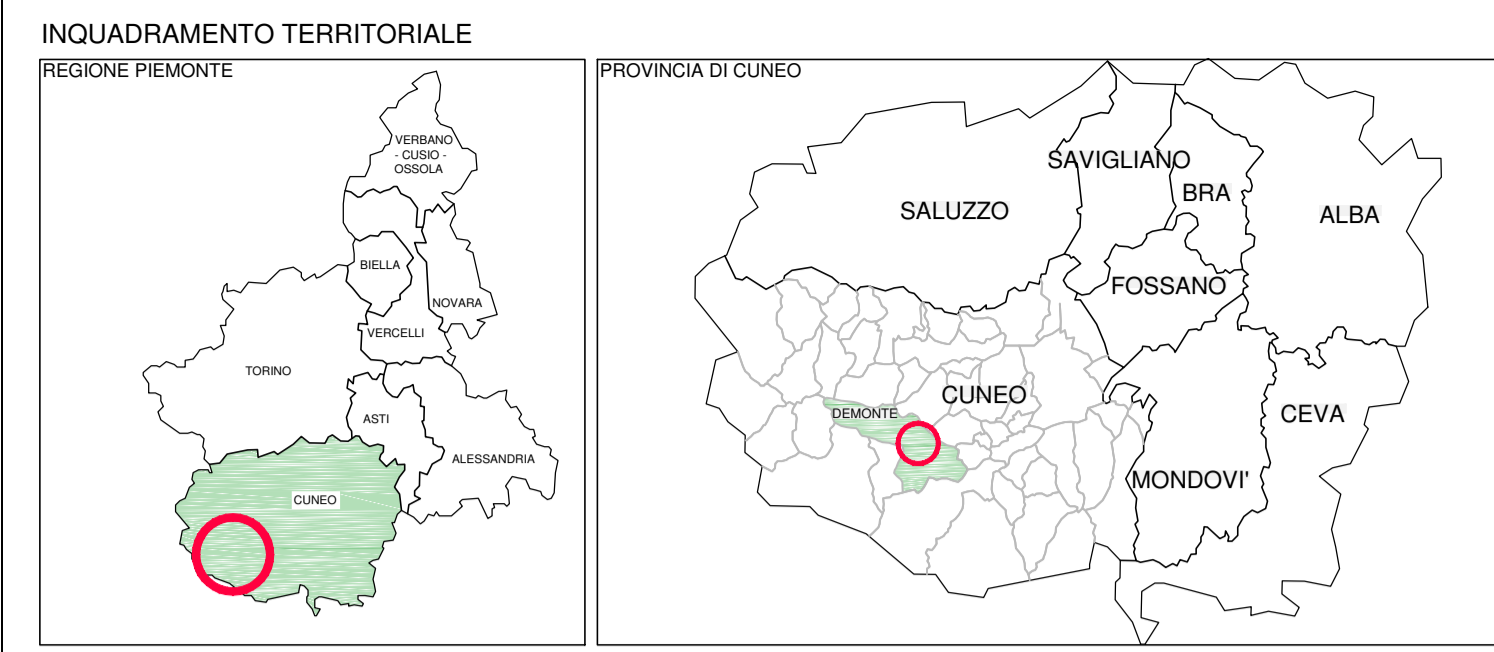 INQUADRAMENTO TERRITORIALE
REGIONE PIEMONTE
VERBANO
- CUSIO -
OSSOLA
BIELLA
NOVARA
VERCELLI
TORINO
ASTI
ALESSANDRIA
CUNEO
PROVINCIA DI CUNEO
SAVIGLIANO
BRA
SALUZZO
ALBA
FOSSANO
CUNEO
DEMONTE
CEVA
MONDOVI'